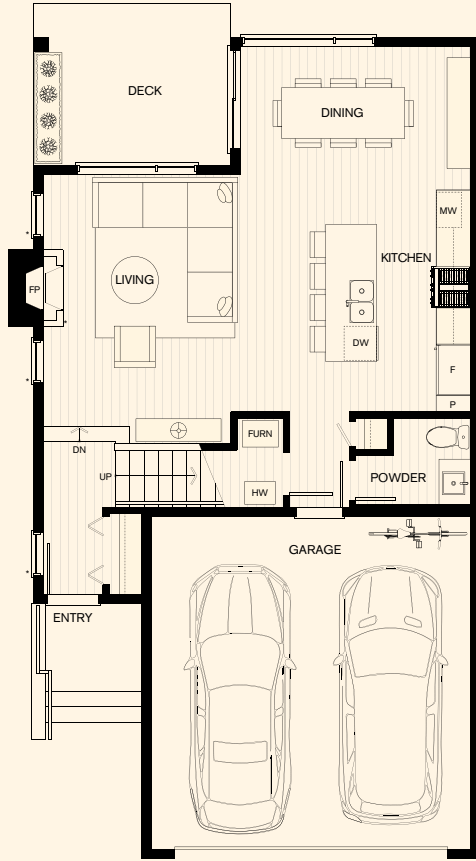 DECK
DINING
MW
KITCHEN
LIVING
FP
DW
F
P
FURN
DN
UP
POWDER
HW
GARAGE
ENTRY